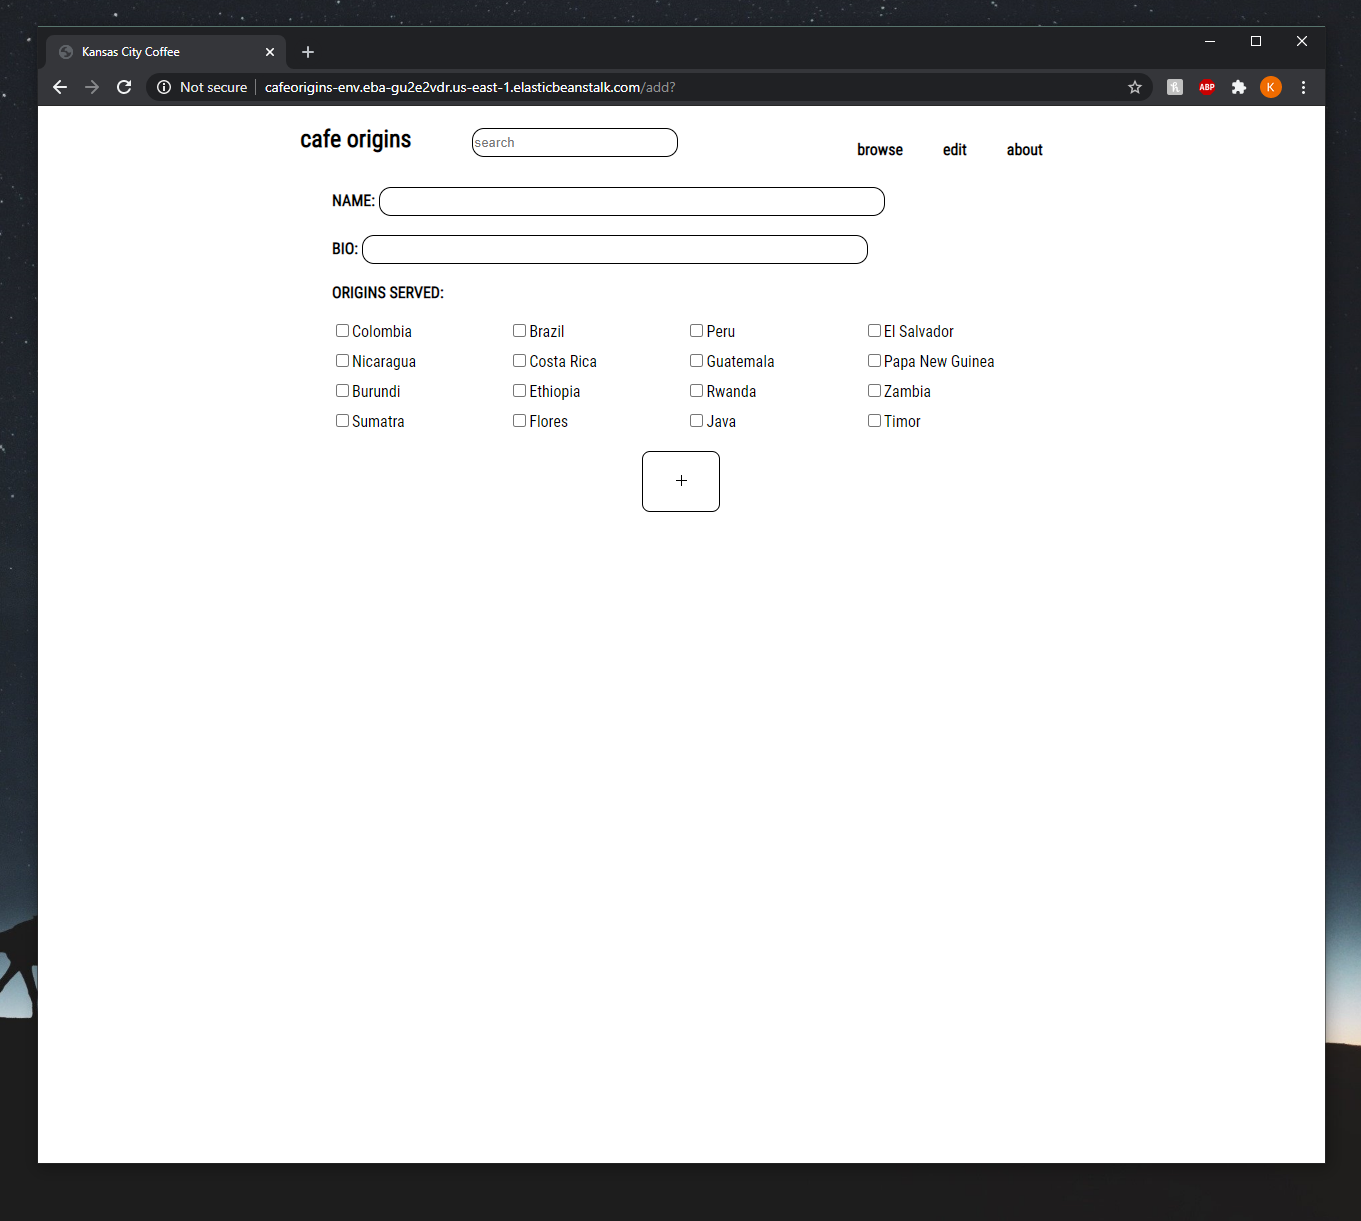 Kansas City Coffee
Not secure cafeorigins-env.eba-gu2e2vdr.us-east-1.elasticbeanstalk.com/add? ABP K
cafe origins search browse edit about
NAME:
BIO:
ORIGINS SERVED:
Colombia Brazil Peru El Salvador
Nicaragua Costa Rica Guatemala Papa New Guinea
Burundi Ethiopia Rwanda Zambia
Sumatra Flores Java Timor
+